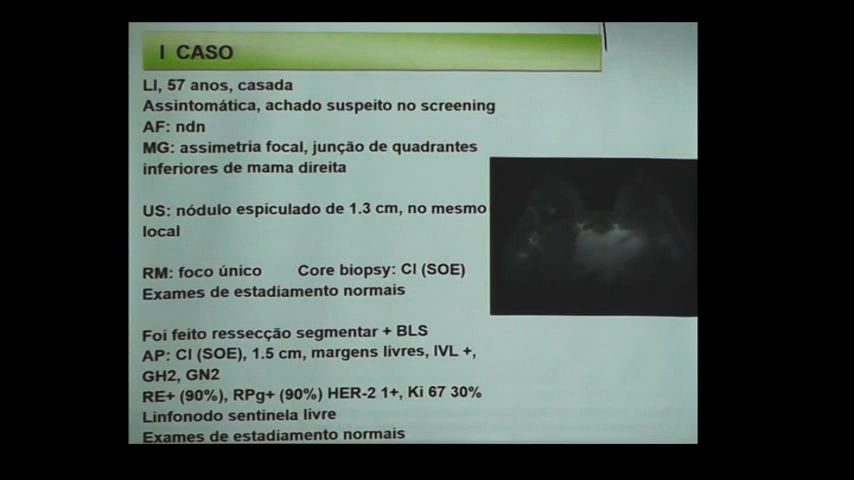 I CASO
LI, 57 anos, casada
Assintomática, achado suspeito no screening
AF: ndn
MG: assimetria focal, junção de quadrantes
inferiores de mama direita
US: nódulo espiculado de 1.3 cm, no mesmo
local
RM: foco único Core biopsy: CI (SOE)
Exames de estadiamento normais
Foi feito ressecção segmentar + BLS
AP: CI (SOE), 1.5 cm, margens livres, IVL +,
GH2, GN2
RE+ (90%), RPg+ (90%) HER-2 1+, Ki 67 30%
Linfonodo sentinela livre
Exames de estadiamento normais